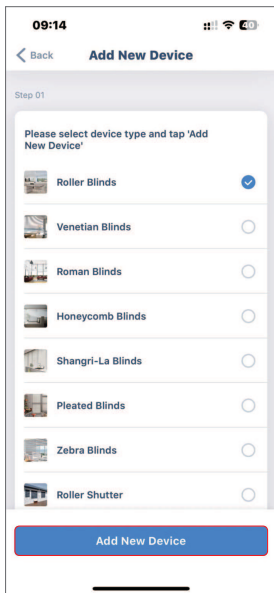 09:14
40
Back
Add New Device
Step 01
Please select device type and tap 'Add
New Device'
Roller Blinds
Venetian Blinds
Roman Blinds
Honeycomb Blinds
Shangri-La Blinds
Pleated Blinds
Zebra Blinds
Roller Shutter
Add New Device